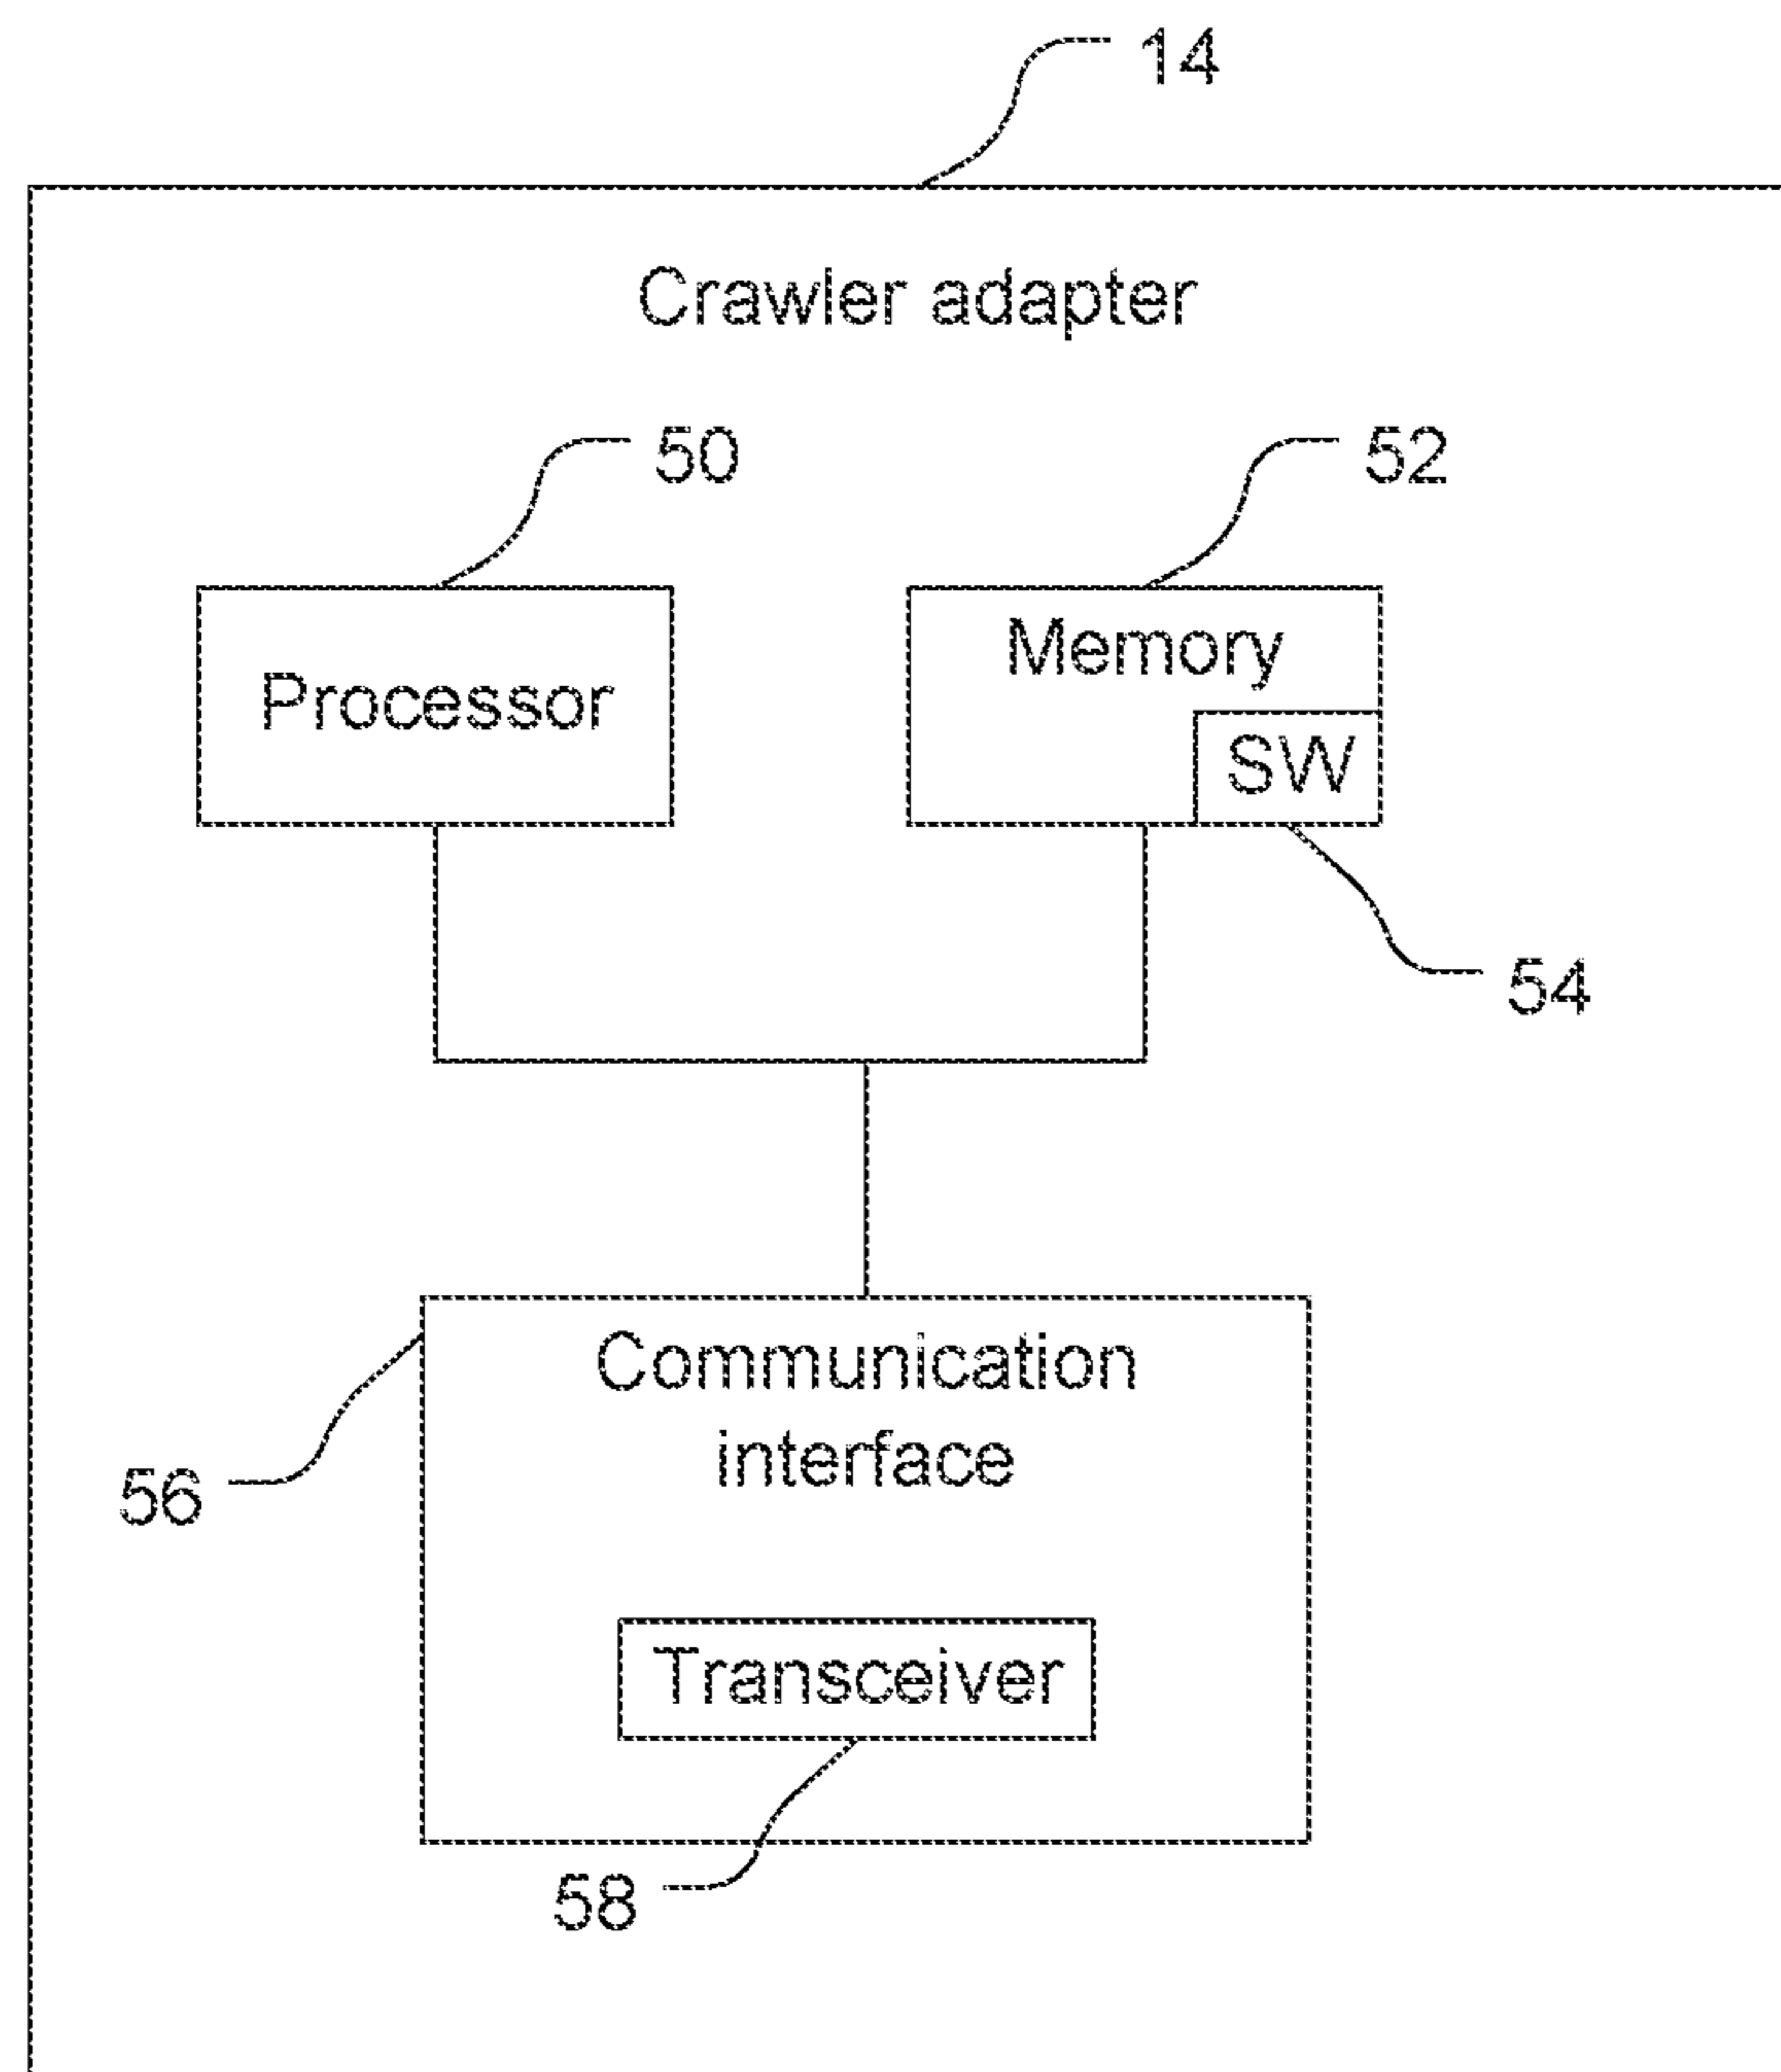 14
Crawler adapter
50
52
Processor
Memory
SW
54
Communication
interface
56
Transceiver
58